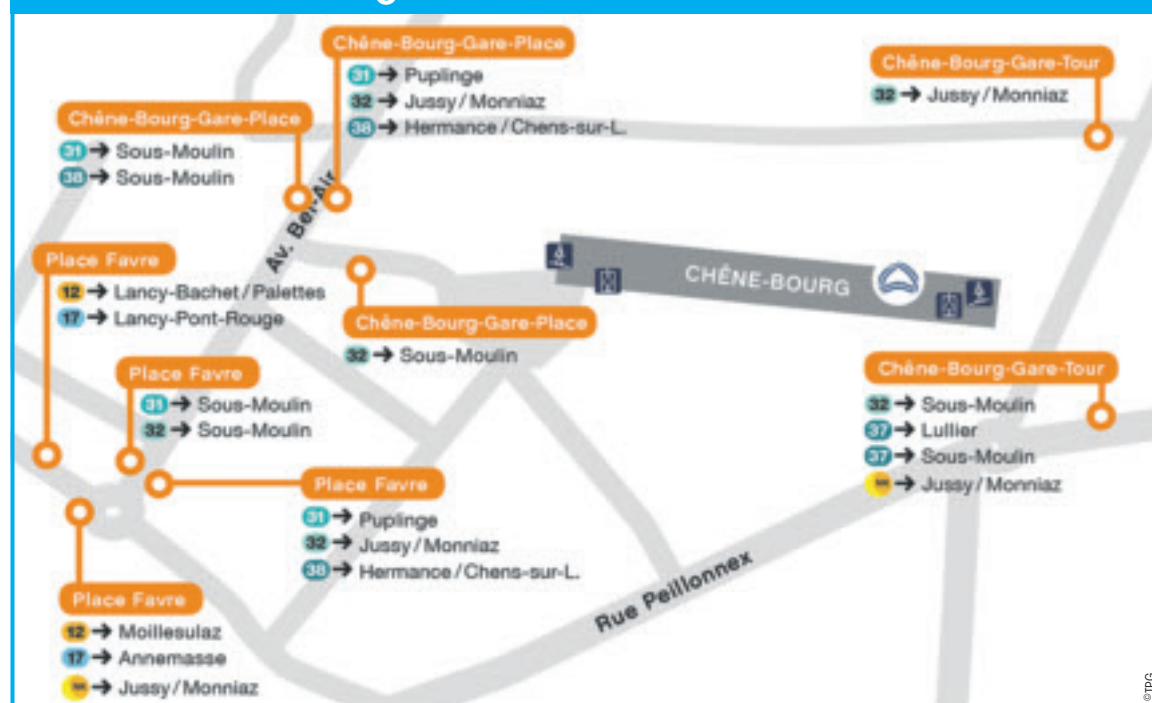 Chêne-Bourg-Gare-Place
31 → Puplinge
32 → Jussy/Monniaz
38 → Hermance/Chens-sur-L.
Chêne-Bourg-Gare-Tour
32 → Jussy/Monniaz
Chêne-Bourg-Gare-Place
31 → Sous-Moulin
38 → Sous-Moulin
Av. Bel-Air
Place Favre
12 → Lancy-Bachet/Palettes
17 → Lancy-Pont-Rouge
CHÊNE-BOURG
Chêne-Bourg-Gare-Place
32 → Sous-Moulin
Place Favre
31 → Sous-Moulin
32 → Sous-Moulin
Chêne-Bourg-Gare-Tour
32 → Sous-Moulin
37 → Lullier
37 → Sous-Moulin
→ Jussy/Monniaz
Place Favre
31 → Puplinge
32 → Jussy/Monniaz
38 → Hermance/Chens-sur-L.
Rue Peillonnex
Place Favre
12 → Moillesulaz
17 → Annemasse
→ Jussy/Monniaz
©TPG